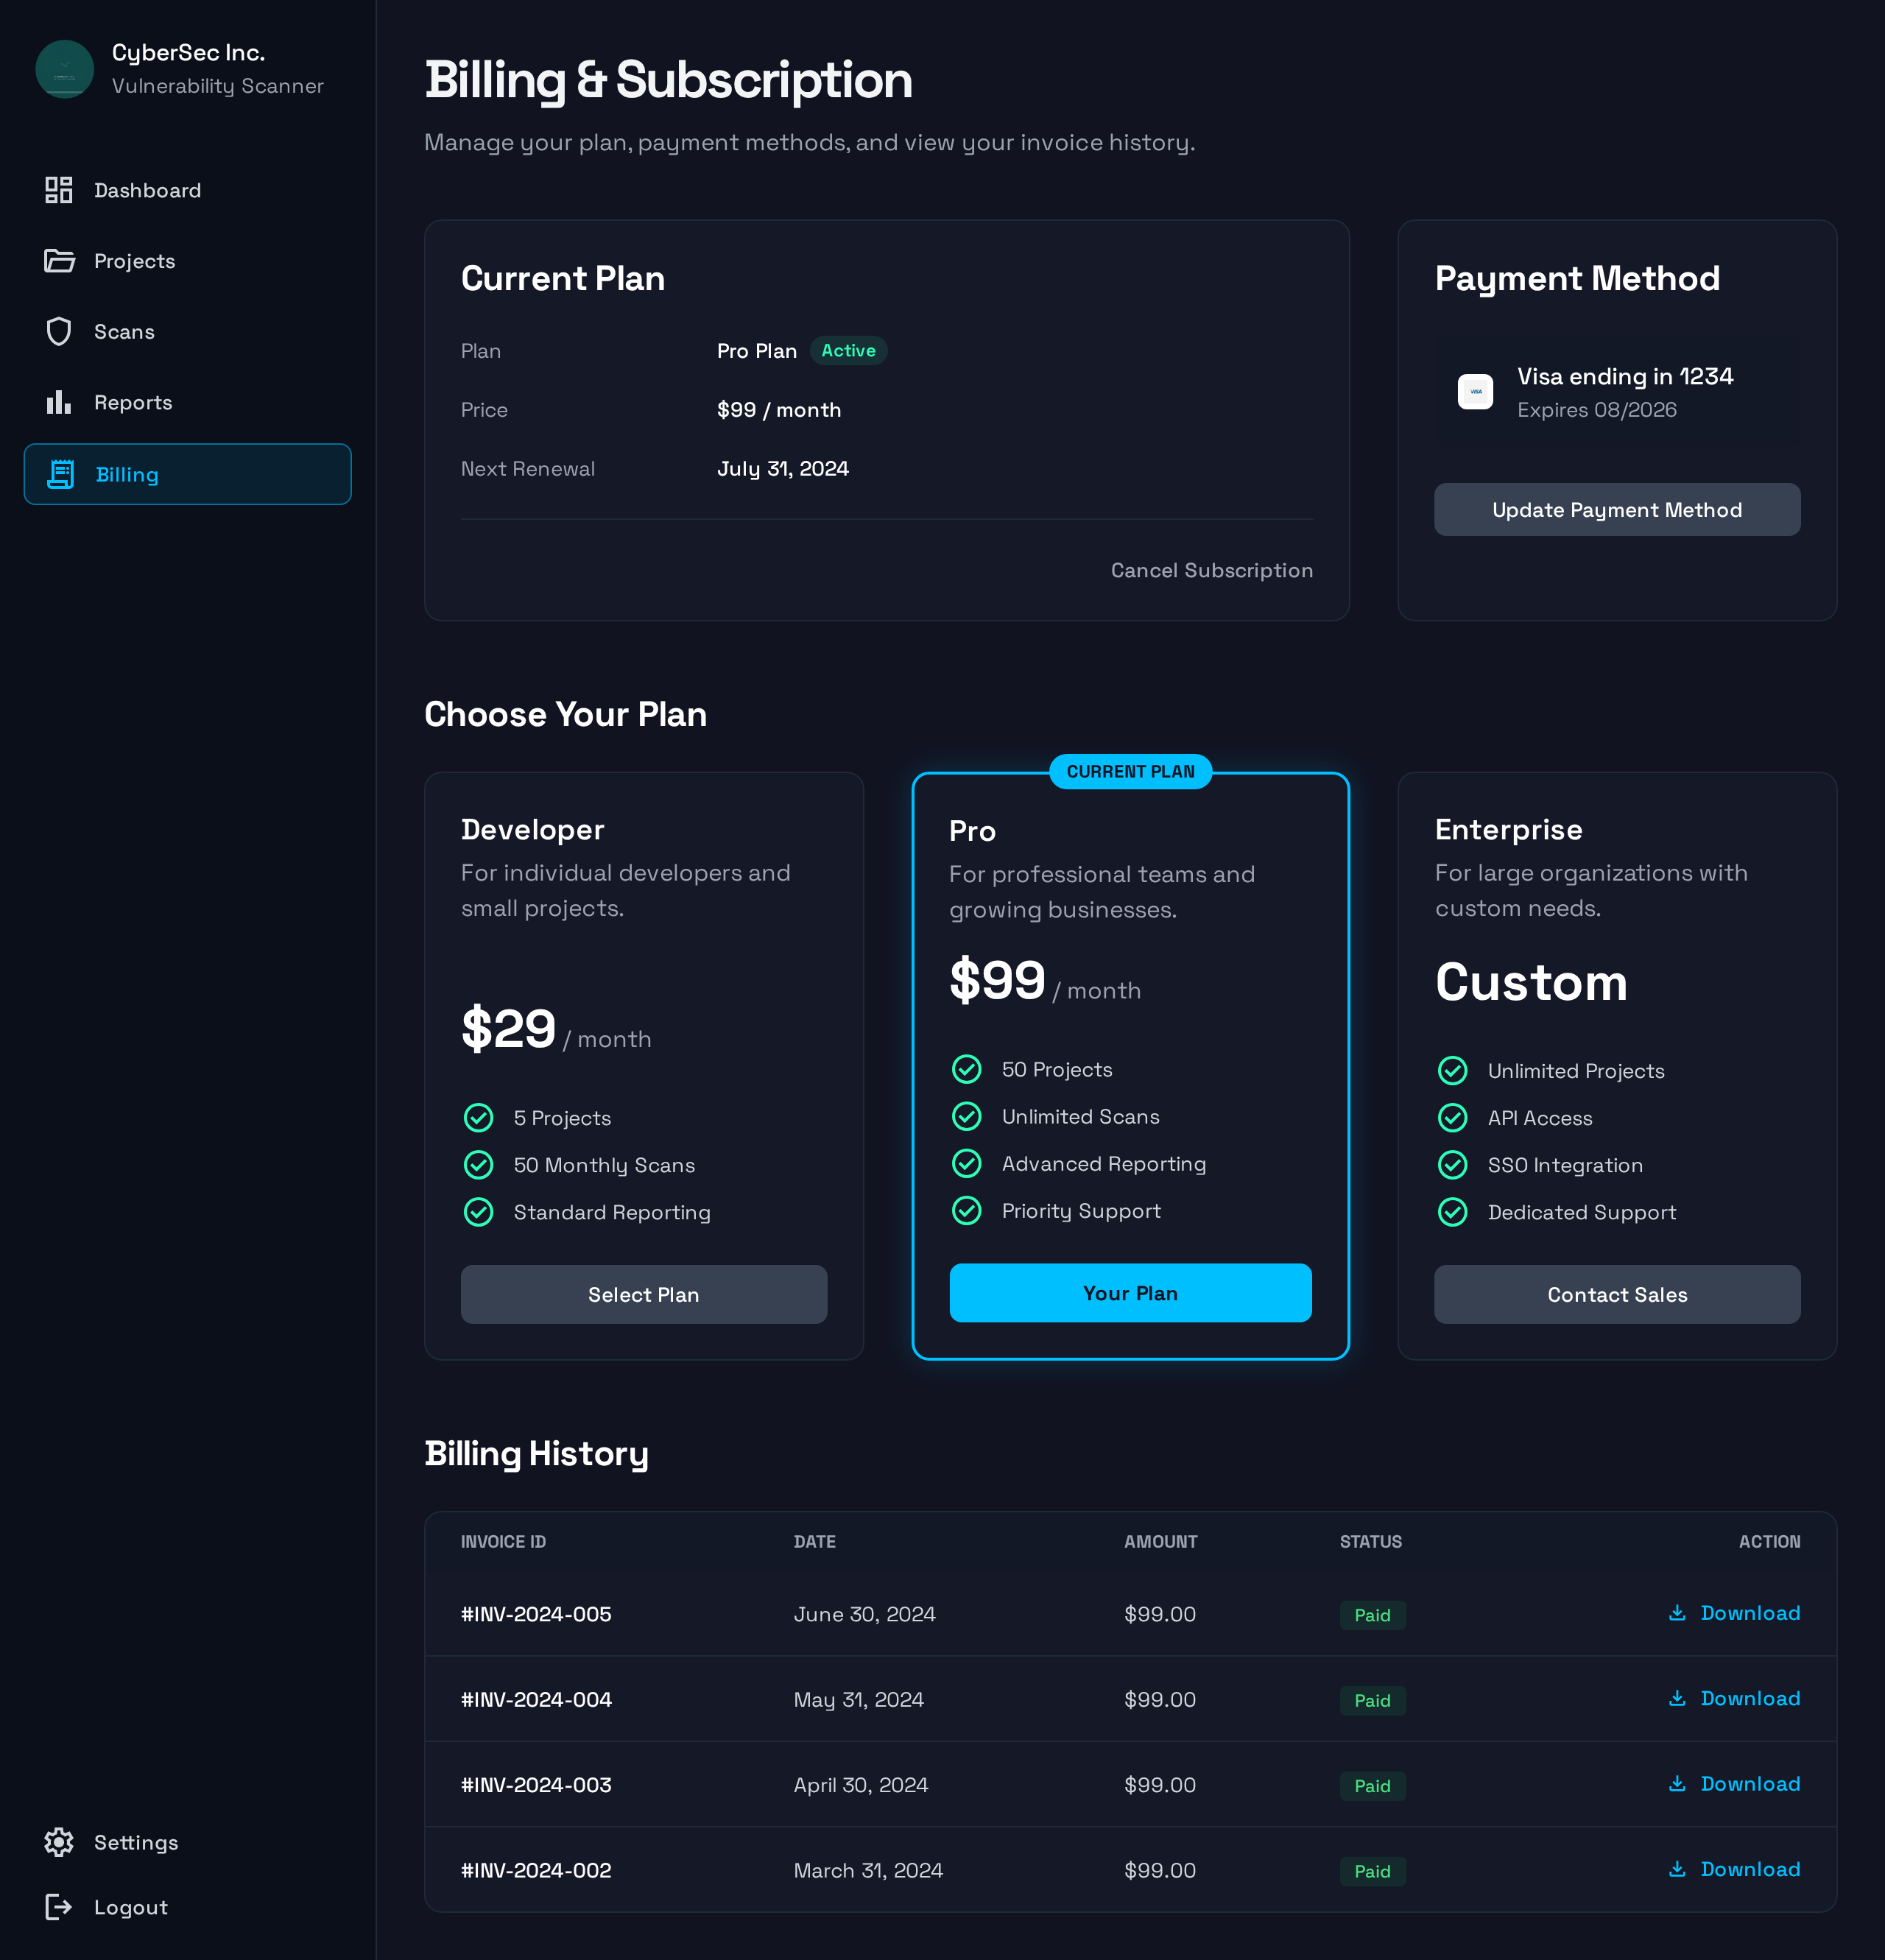 CyberSec Inc.
Vulnerability Scanner
Dashboard
Projects
Scans
Reports
Billing
Settings
Logout
Billing & Subscription
Manage your plan, payment methods, and view your invoice history.
Current Plan
Plan
Pro Plan Active
Price
$99 / month
Next Renewal
July 31, 2024
Cancel Subscription
Payment Method
VISA
Visa ending in 1234
Expires 08/2026
Update Payment Method
Choose Your Plan
Developer
For individual developers and
small projects.
$29 / month
5 Projects
50 Monthly Scans
Standard Reporting
Select Plan
CURRENT PLAN
Pro
For professional teams and
growing businesses.
$99 / month
50 Projects
Unlimited Scans
Advanced Reporting
Priority Support
Your Plan
Enterprise
For large organizations with
custom needs.
Custom
Unlimited Projects
API Access
SSO Integration
Dedicated Support
Contact Sales
Billing History
INVOICE ID DATE AMOUNT STATUS ACTION
#INV-2024-005 June 30, 2024 $99.00 Paid Download
#INV-2024-004 May 31, 2024 $99.00 Paid Download
#INV-2024-003 April 30, 2024 $99.00 Paid Download
#INV-2024-002 March 31, 2024 $99.00 Paid Download